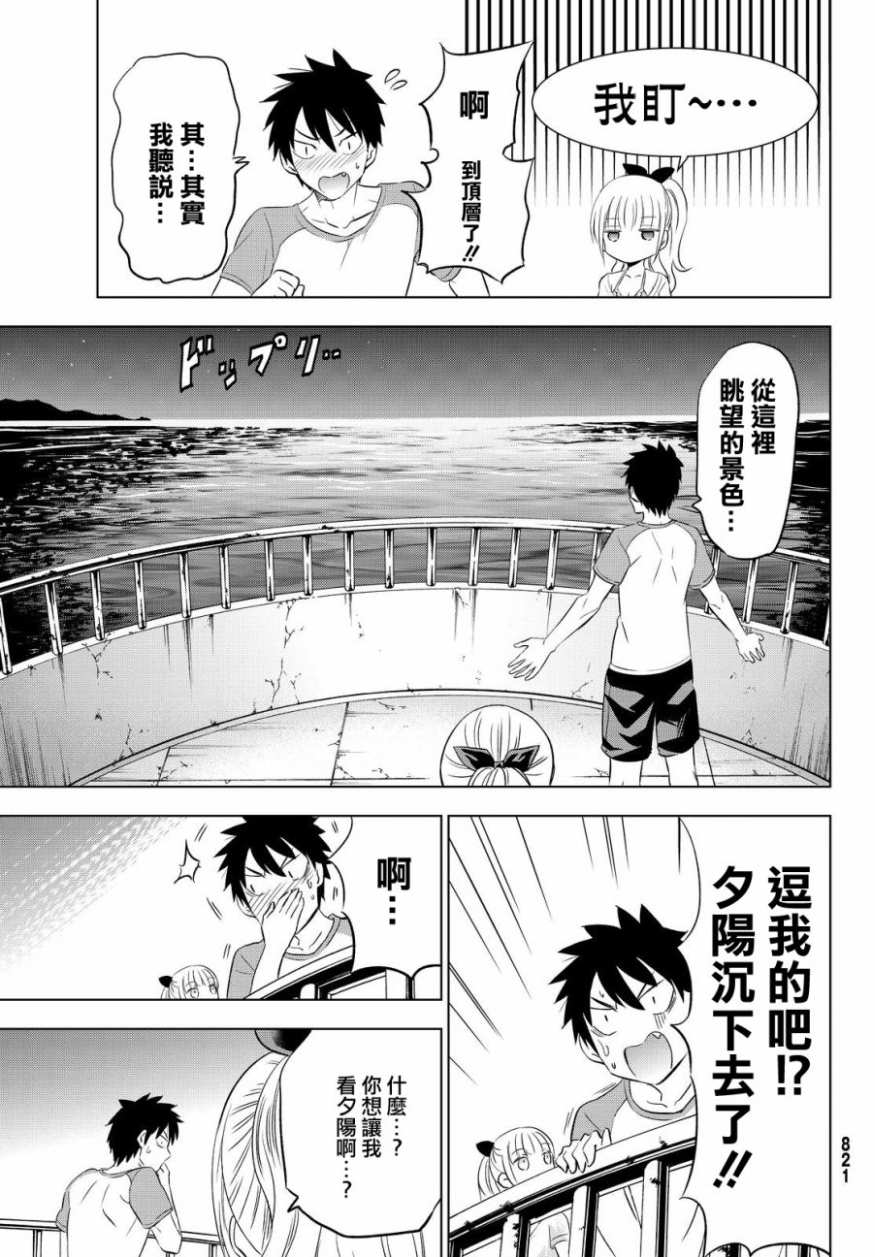 我盯~…
啊
到頂層了!!
其…其實
我聽說…
ドップリ‥
從這裡
眺望的景色…
逗我的吧!?
夕陽沉下去了!!
啊…
什麼…?
你想讓我
看夕陽啊…?
821